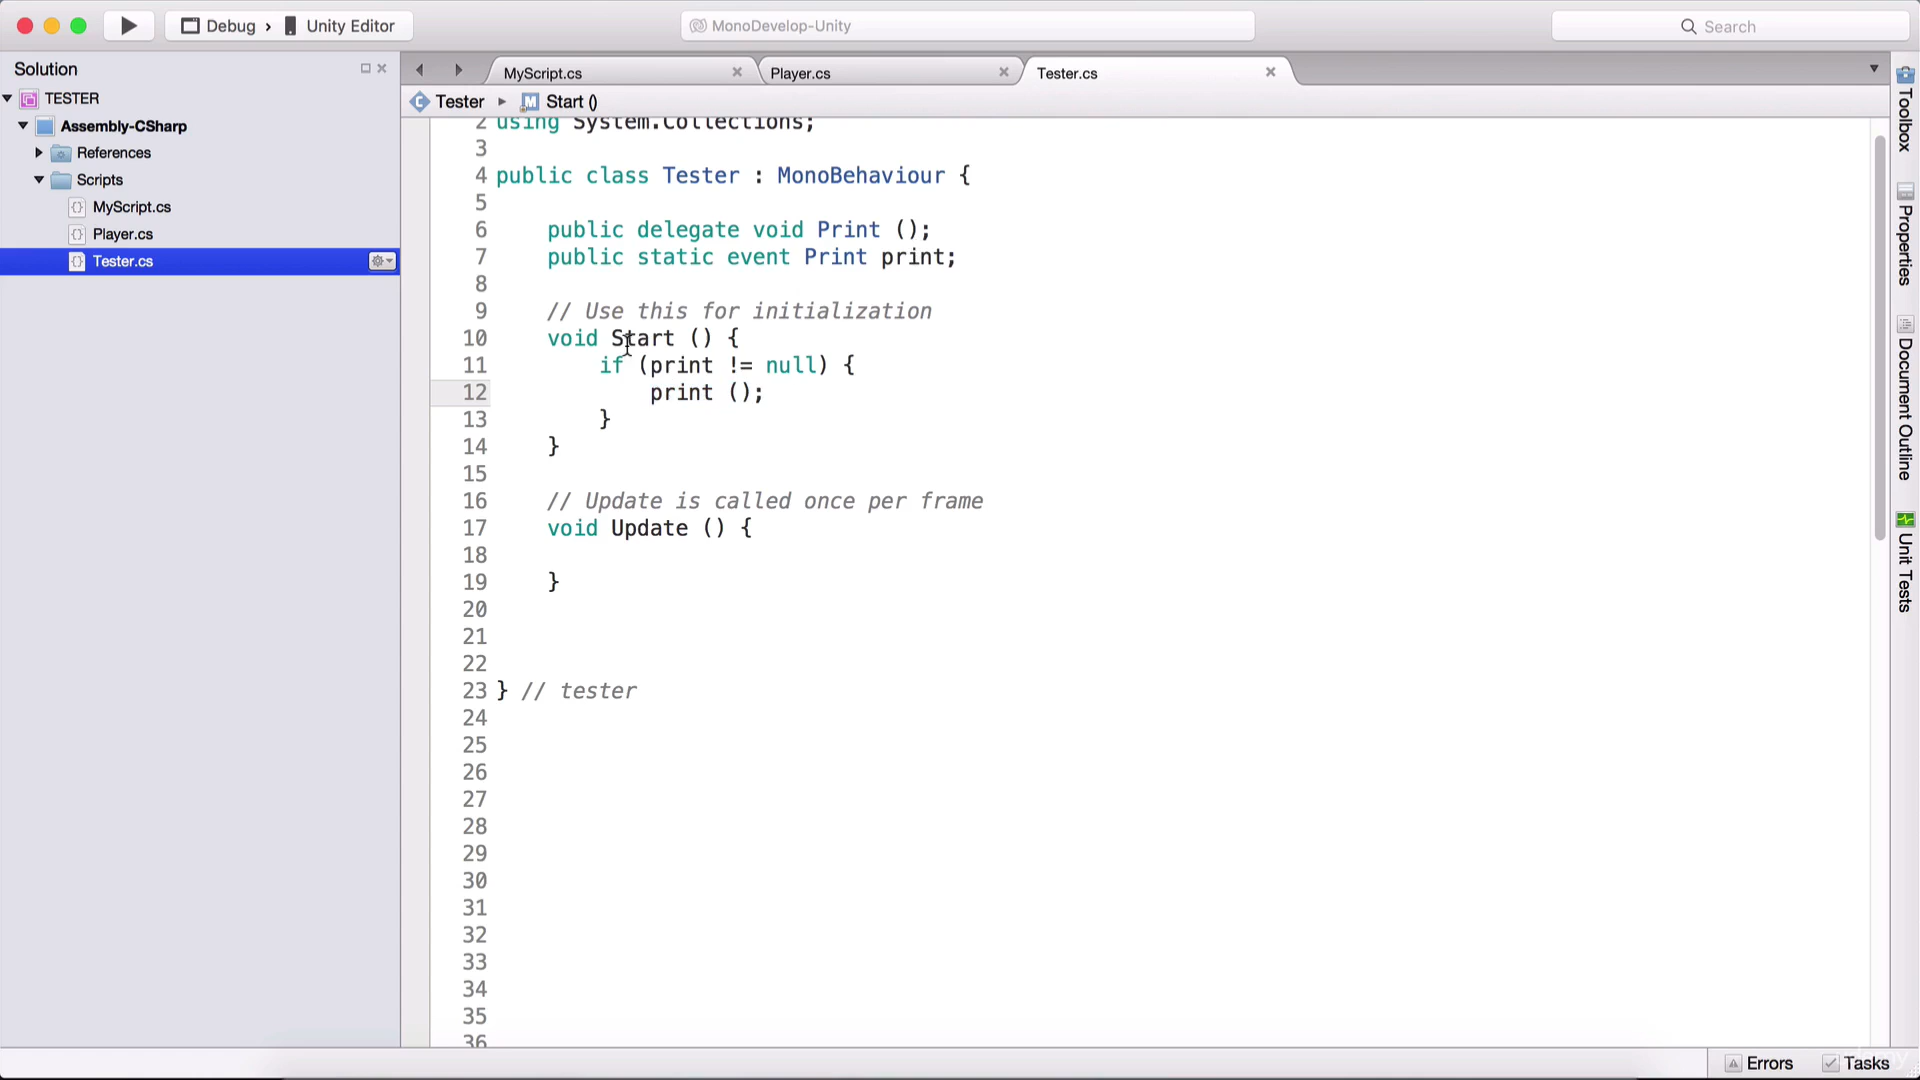 Debug › Unity Editor
MonoDevelop-Unity
Search
Solution
TESTER
Assembly-CSharp
References
Scripts
MyScript.cs
Player.cs
Tester.cs
MyScript.cs
Player.cs
Tester.cs
Tester
Start ()
2 using System.Collections;
3
4 public class Tester : MonoBehaviour {
5
6 public delegate void Print ();
7 public static event Print print;
8
9 // Use this for initialization
10 void Start () {
11 if (print != null) {
12 print ();
13 }
14 }
15
16 // Update is called once per frame
17 void Update () {
18
19 }
20
21
22
23 } // tester
24
25
26
27
28
29
30
31
32
33
34
35
36
Toolbox
Properties
Document Outline
Unit Tests
Errors
Tasks